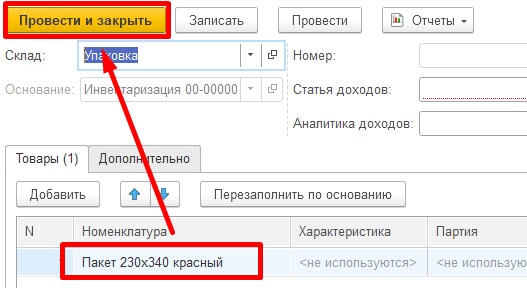 Провести и закрыть Записать Провести Отчеты
Склад: Упаковка Номер:
Основание: Инвентаризация 00-00000 Статья доходов:
Аналитика доходов:
Товары (1) Дополнительно
Добавить Перезаполнить по основанию
N Номенклатура Характеристика Партия
Пакет 230х340 красный <не используются> <не использую